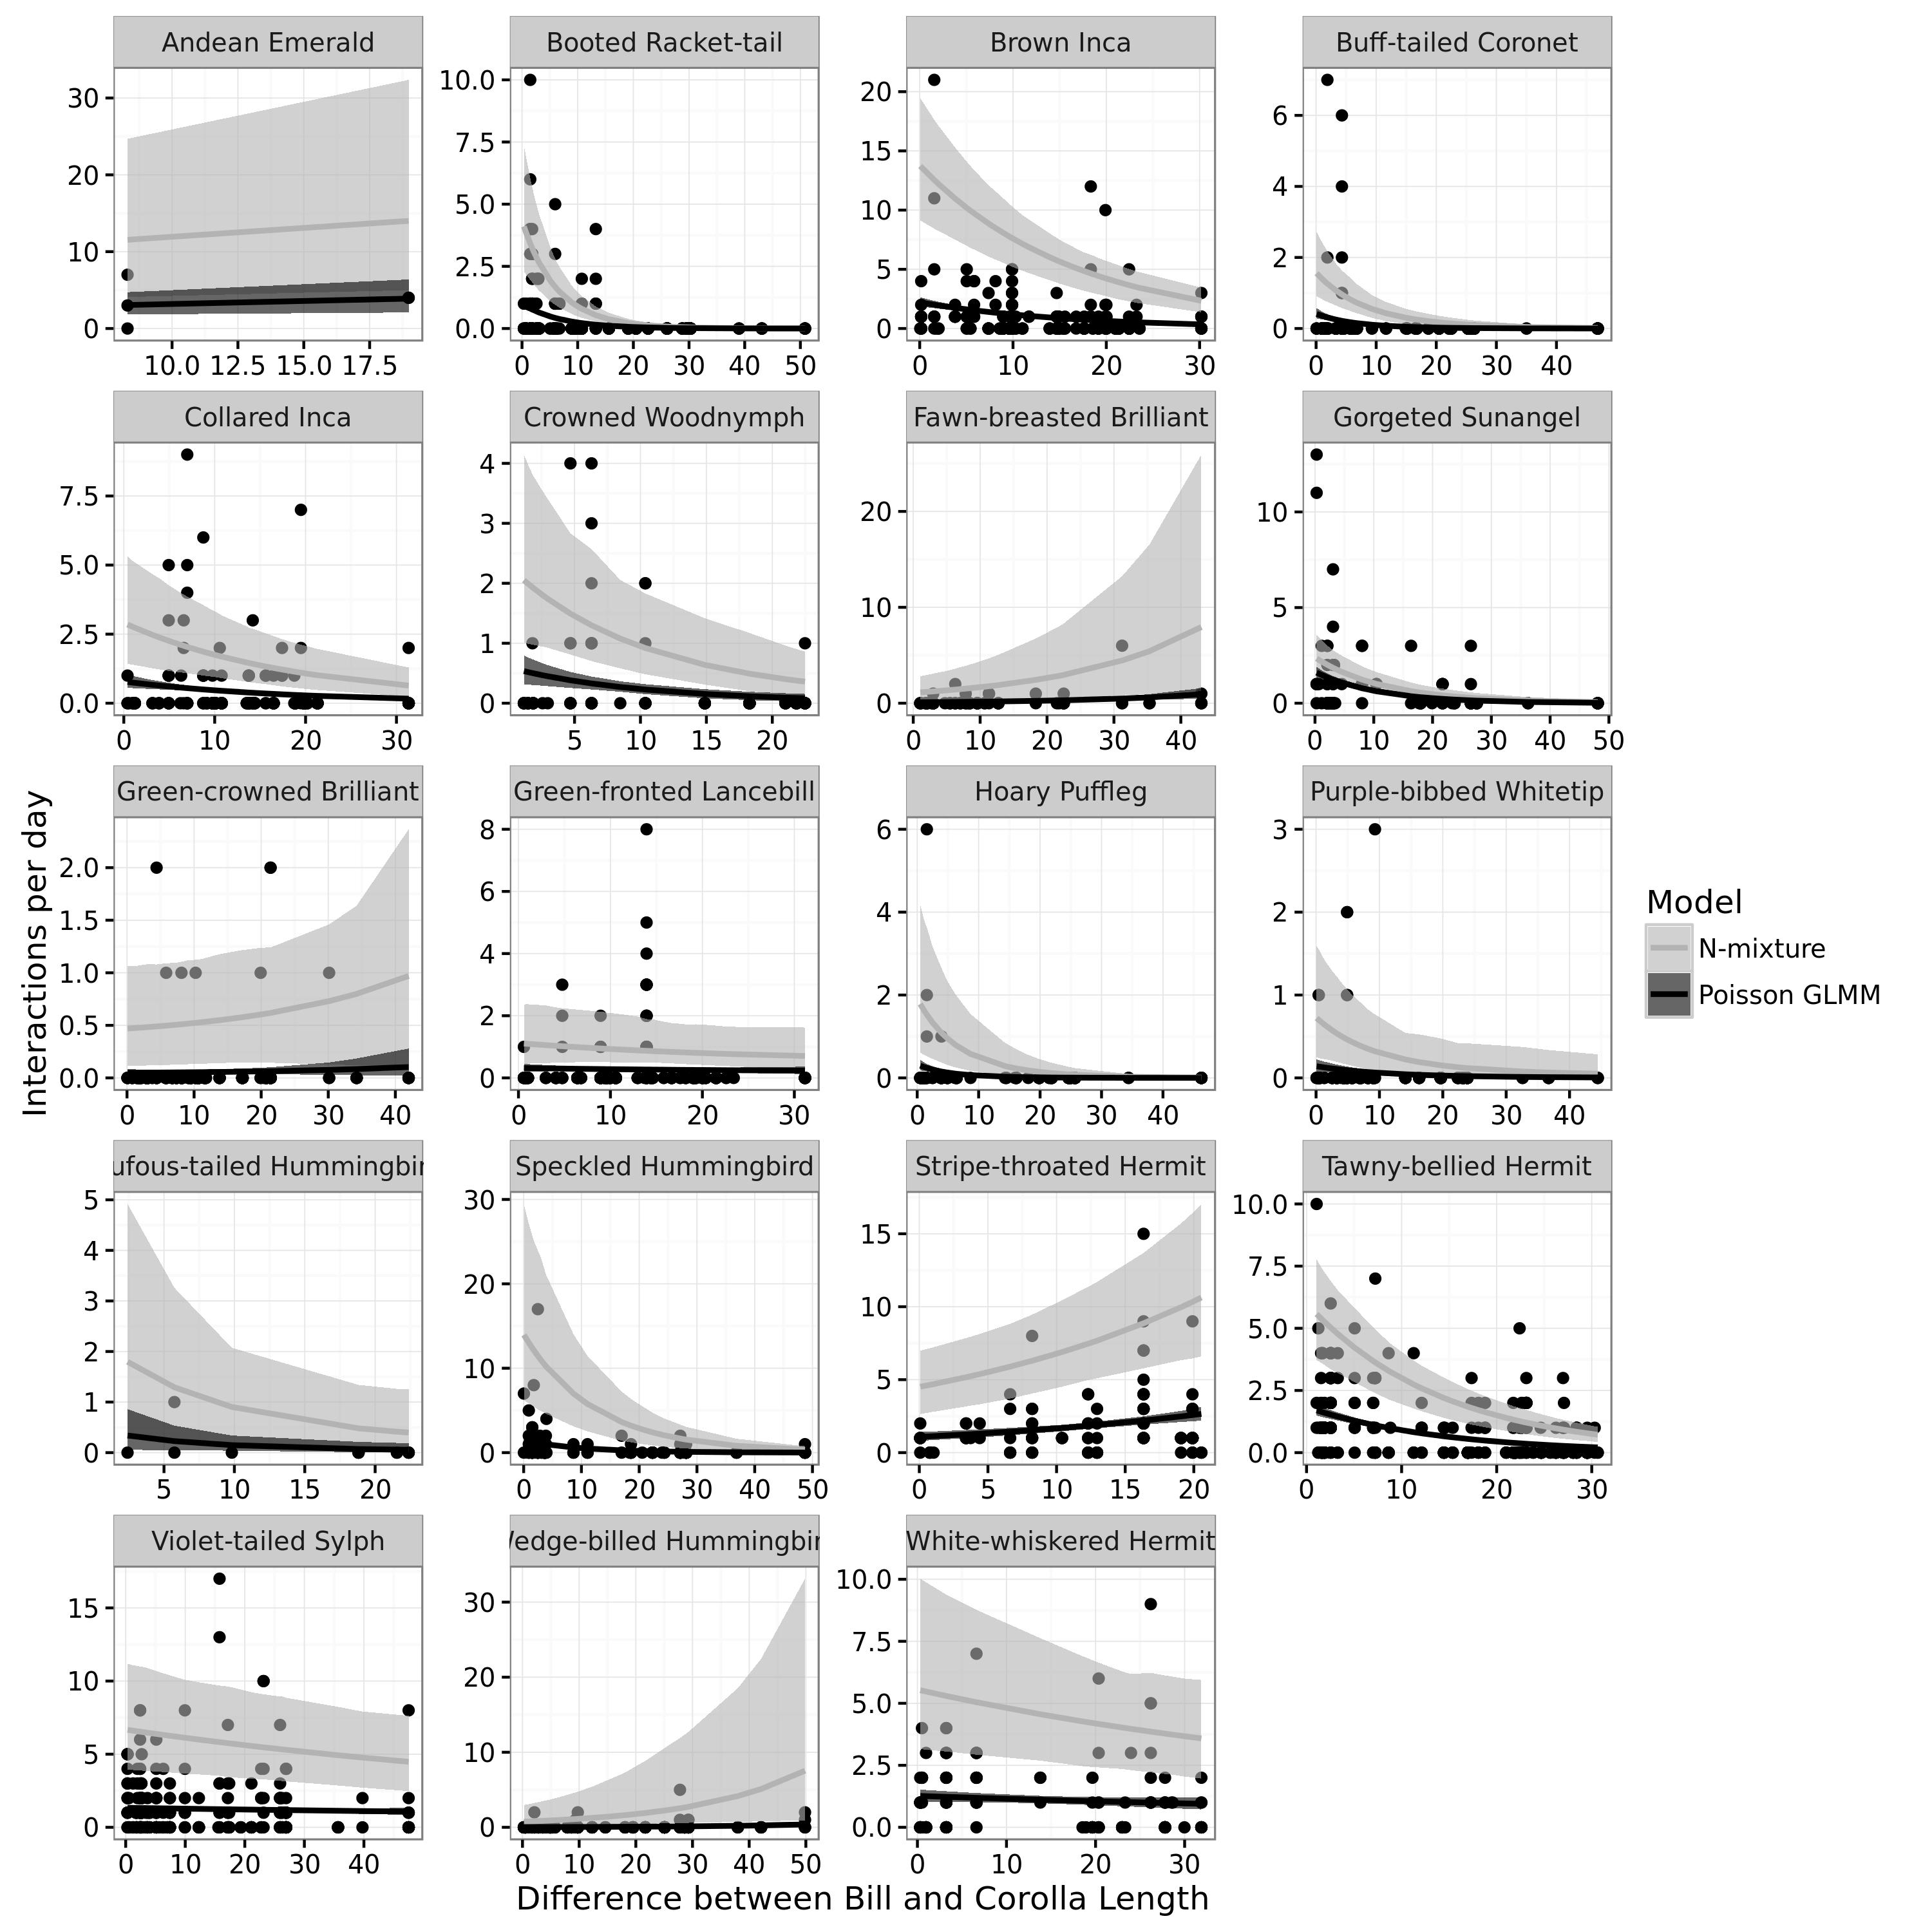 Andean Emerald
Booted Racket-tail
Brown Inca
Buff-tailed Coronet
30
20
10
0
10.0 12.5 15.0 17.5
10.0
7.5
5.0
2.5
0.0
0 10 20 30 40 50
20
15
10
5
0
0 10 20 30
6
4
2
0
0 10 20 30 40
Collared Inca
Crowned Woodnymph
Fawn-breasted Brilliant
Gorgeted Sunangel
7.5
5.0
2.5
0.0
0 10 20 30
4
3
2
1
0
5 10 15 20
20
10
0
0 10 20 30 40
10
5
0
0 10 20 30 40 50
Green-crowned Brilliant
Green-fronted Lancebill
Hoary Puffleg
Purple-bibbed Whitetip
2.0
1.5
1.0
0.5
0.0
0 10 20 30 40
8
6
4
2
0
0 10 20 30
6
4
2
0
0 10 20 30 40
3
2
1
0
0 10 20 30 40
ufous-tailed Hummingbir
Speckled Hummingbird
Stripe-throated Hermit
Tawny-bellied Hermit
5
4
3
2
1
0
5 10 15 20
30
20
10
0
0 10 20 30 40 50
15
10
5
0
0 5 10 15 20
10.0
7.5
5.0
2.5
0.0
0 10 20 30
Violet-tailed Sylph
edge-billed Hummingbir
White-whiskered Hermit
15
10
5
0
0 10 20 30 40
30
20
10
0
0 10 20 30 40 50
10.0
7.5
5.0
2.5
0.0
0 10 20 30
Interactions per day
Difference between Bill and Corolla Length
Model
N-mixture
Poisson GLMM